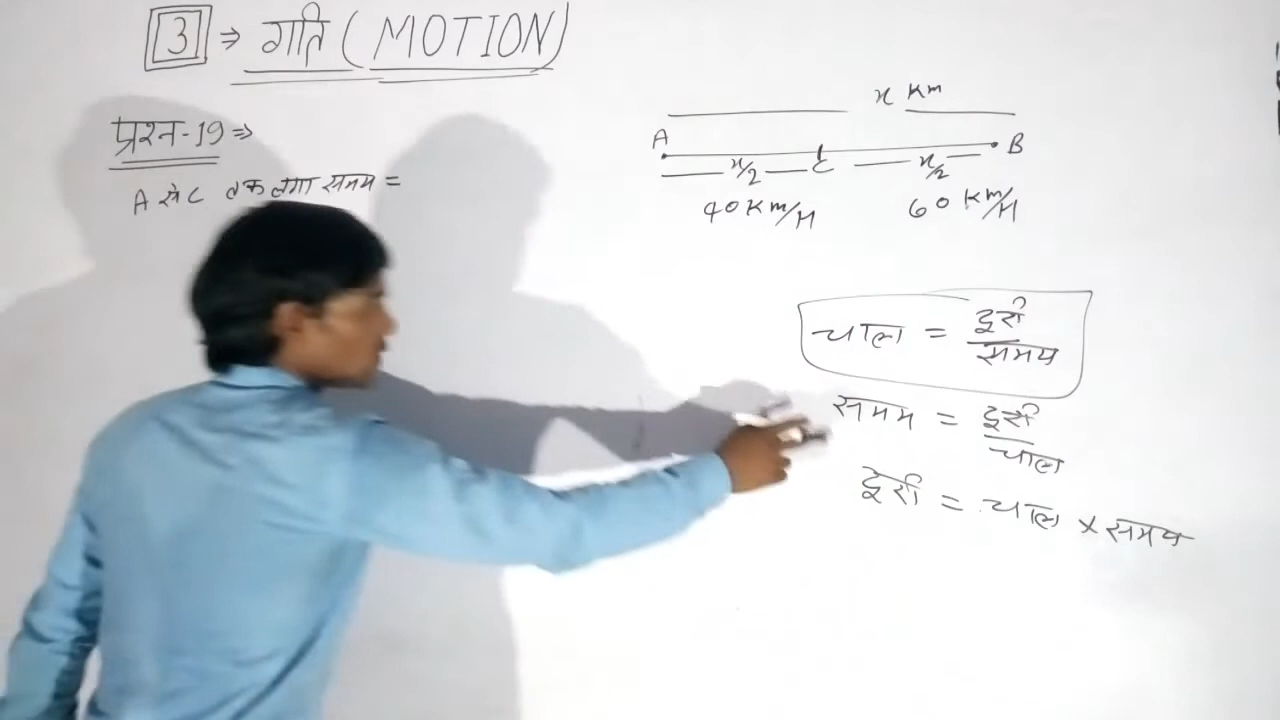 3 ⇒ गति (MOTION)
प्रश्न-19 ⇒
A से C तक लगा समय =
x Km
A B
x/2 C x/2
40 Km/H 60 Km/H
चाल = दूरी/समय
समय = दूरी/चाल
दूरी = चाल × समय